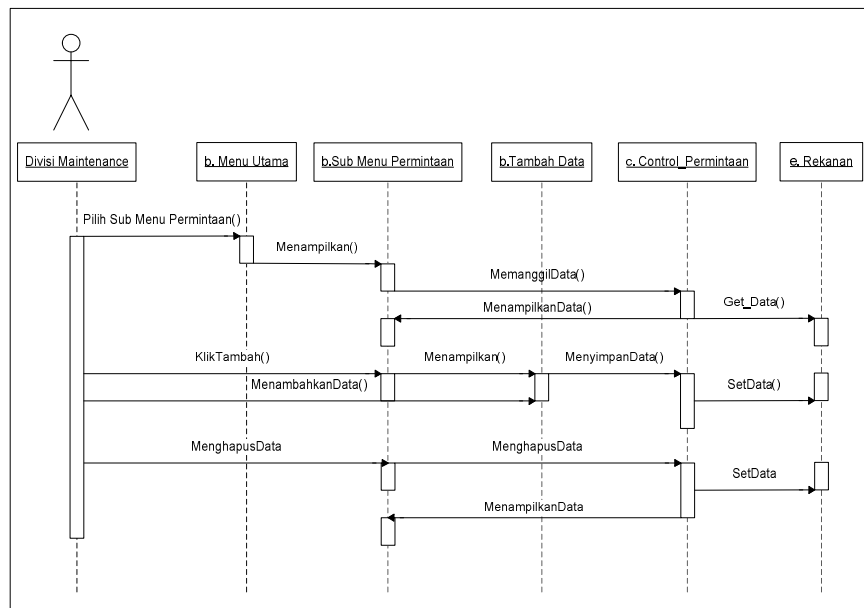 Divisi Maintenance
b. Menu Utama
b.Sub Menu Permintaan
b.Tambah Data
c. Control_Permintaan
e. Rekanan
Pilih Sub Menu Permintaan()
Menampilkan()
MemanggilData()
MenampilkanData()
Get_Data()
KlikTambah()
Menampilkan()
MenyimpanData()
MenambahkanData()
SetData()
MenghapusData
MenghapusData
SetData
MenampilkanData